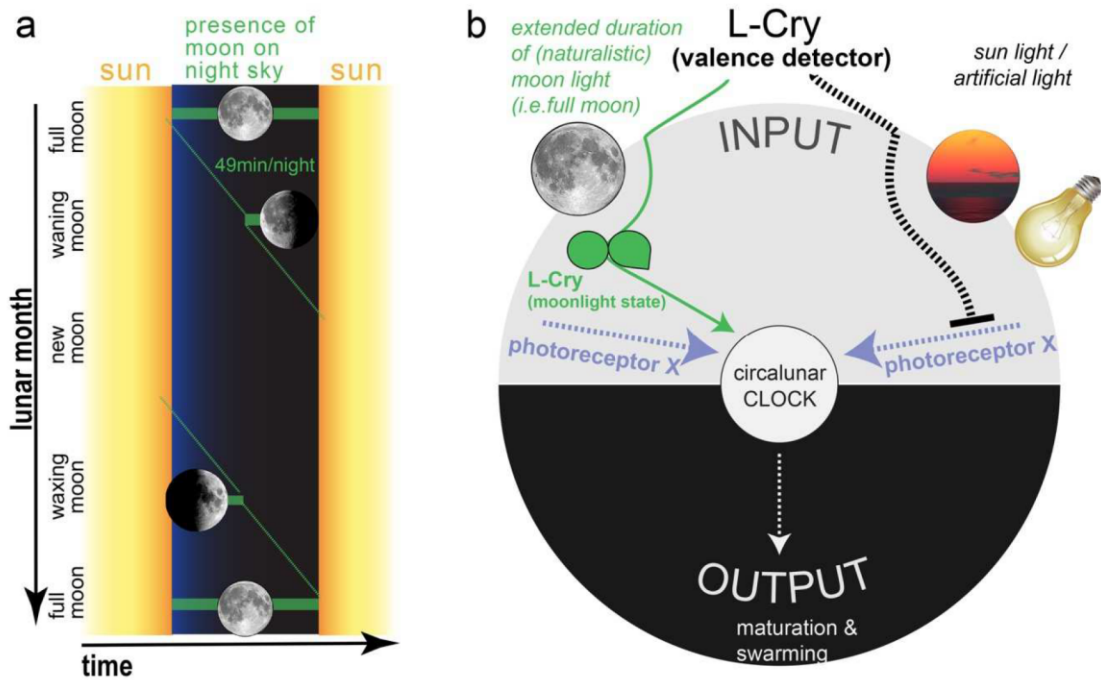 a
presence of
moon on
night sky
sun
sun
full
moon
49min/night
waning
moon
new
moon
lunar month
waxing
moon
full
moon
time
b
extended duration
of (naturalistic)
moon light
(i.e.full moon)
L-Cry
(valence detector)
sun light /
artificial light
INPUT
L-Cry
(moonlight state)
photoreceptor X
photoreceptor X
circalunar
CLOCK
OUTPUT
maturation &
swarming